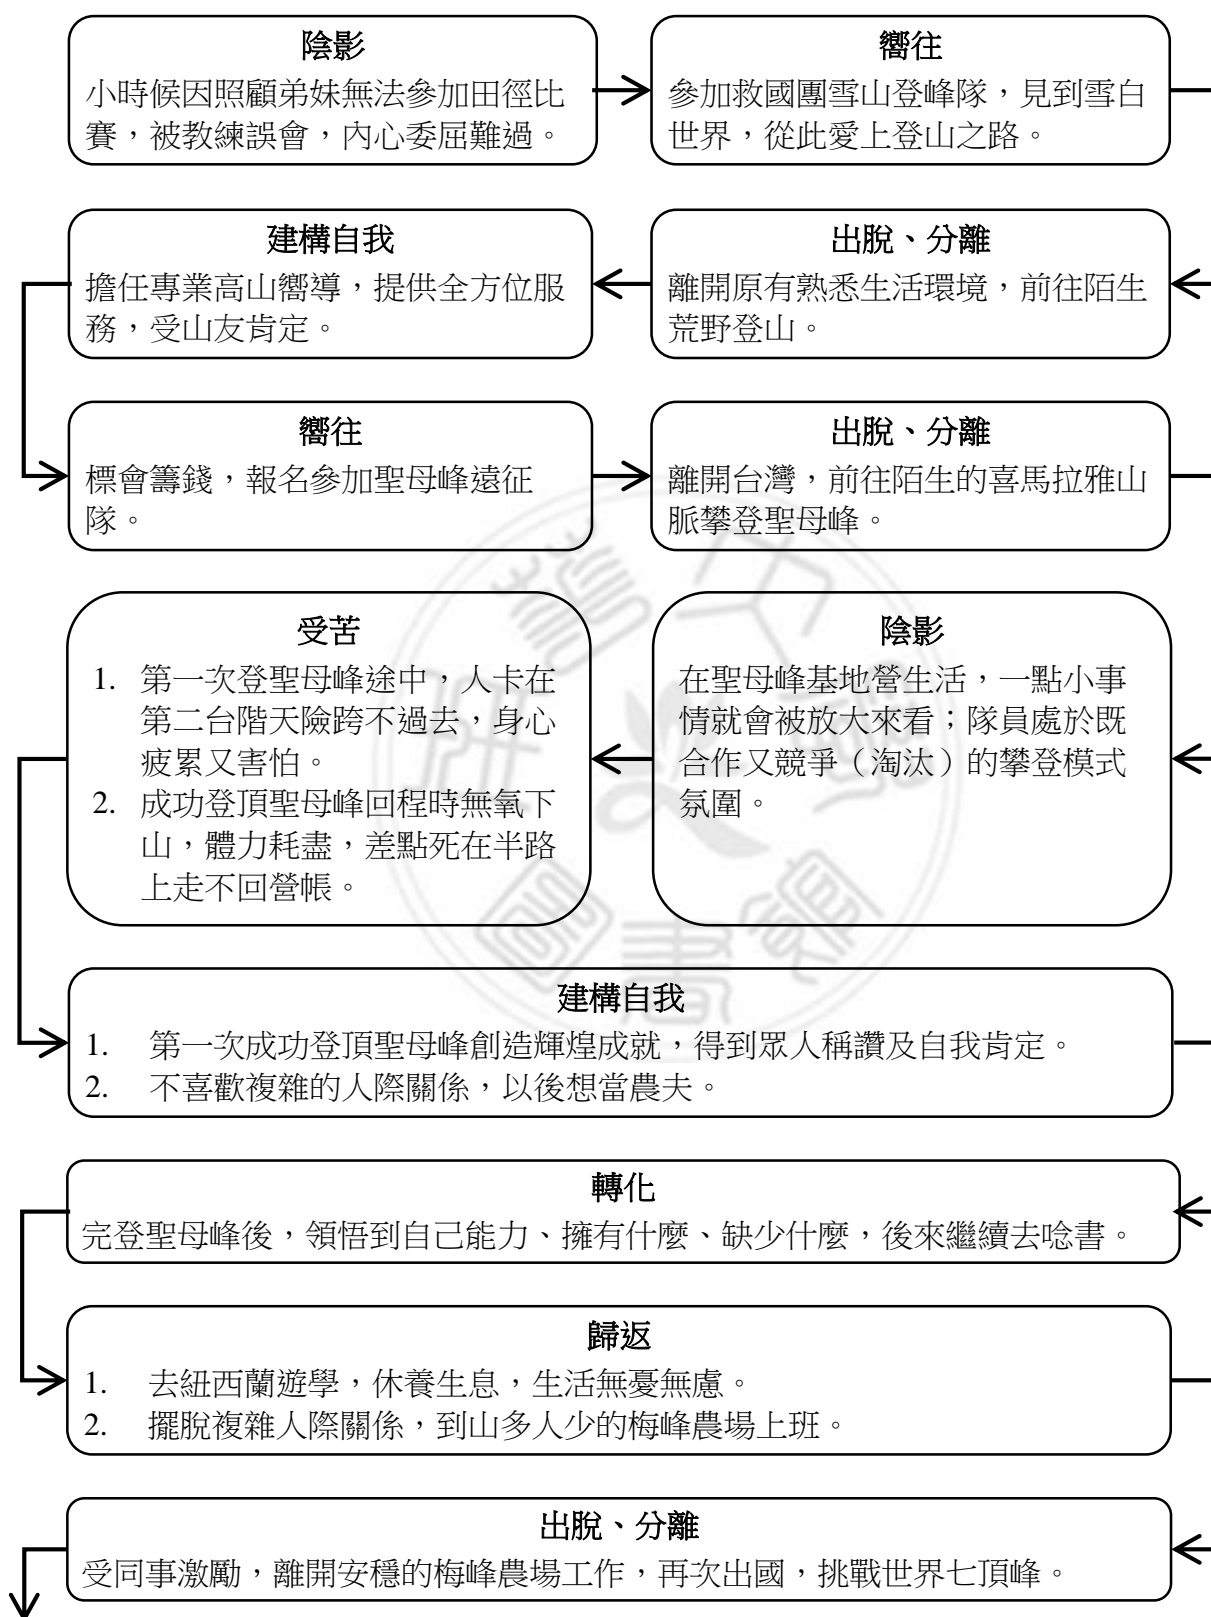 陰影
小時候因照顧弟妹無法參加田徑比
賽，被教練誤會，內心委屈難過。
嚮往
參加救國團雪山登峰隊，見到雪白
世界，從此愛上登山之路。
出脫、分離
離開原有熟悉生活環境，前往陌生
荒野登山。
建構自我
擔任專業高山嚮導，提供全方位服
務，受山友肯定。
嚮往
標會籌錢，報名參加聖母峰遠征
隊。
出脫、分離
離開台灣，前往陌生的喜馬拉雅山
脈攀登聖母峰。
陰影
在聖母峰基地營生活，一點小事
情就會被放大來看；隊員處於既
合作又競爭（淘汰）的攀登模式
氛圍。
受苦
1. 第一次登聖母峰途中，人卡在
第二台階天險跨不過去，身心
疲累又害怕。
2. 成功登頂聖母峰回程時無氧下
山，體力耗盡，差點死在半路
上走不回營帳。
建構自我
1. 第一次成功登頂聖母峰創造輝煌成就，得到眾人稱讚及自我肯定。
2. 不喜歡複雜的人際關係，以後想當農夫。
轉化
完登聖母峰後，領悟到自己能力、擁有什麼、缺少什麼，後來繼續去唸書。
歸返
1. 去紐西蘭遊學，休養生息，生活無憂無慮。
2. 擺脫複雜人際關係，到山多人少的梅峰農場上班。
出脫、分離
受同事激勵，離開安穩的梅峰農場工作，再次出國，挑戰世界七頂峰。